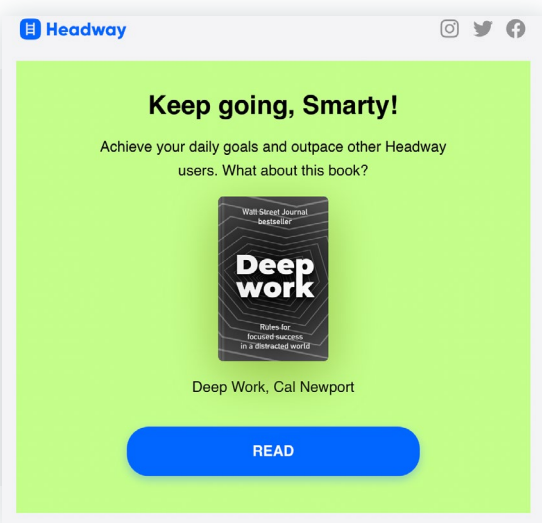 Headway
Keep going, Smarty!
Achieve your daily goals and outpace other Headway
users. What about this book?
Wall Street Journal
bestseller
Deep
work
Rules for
focused success
in a distracted world
Deep Work, Cal Newport
READ